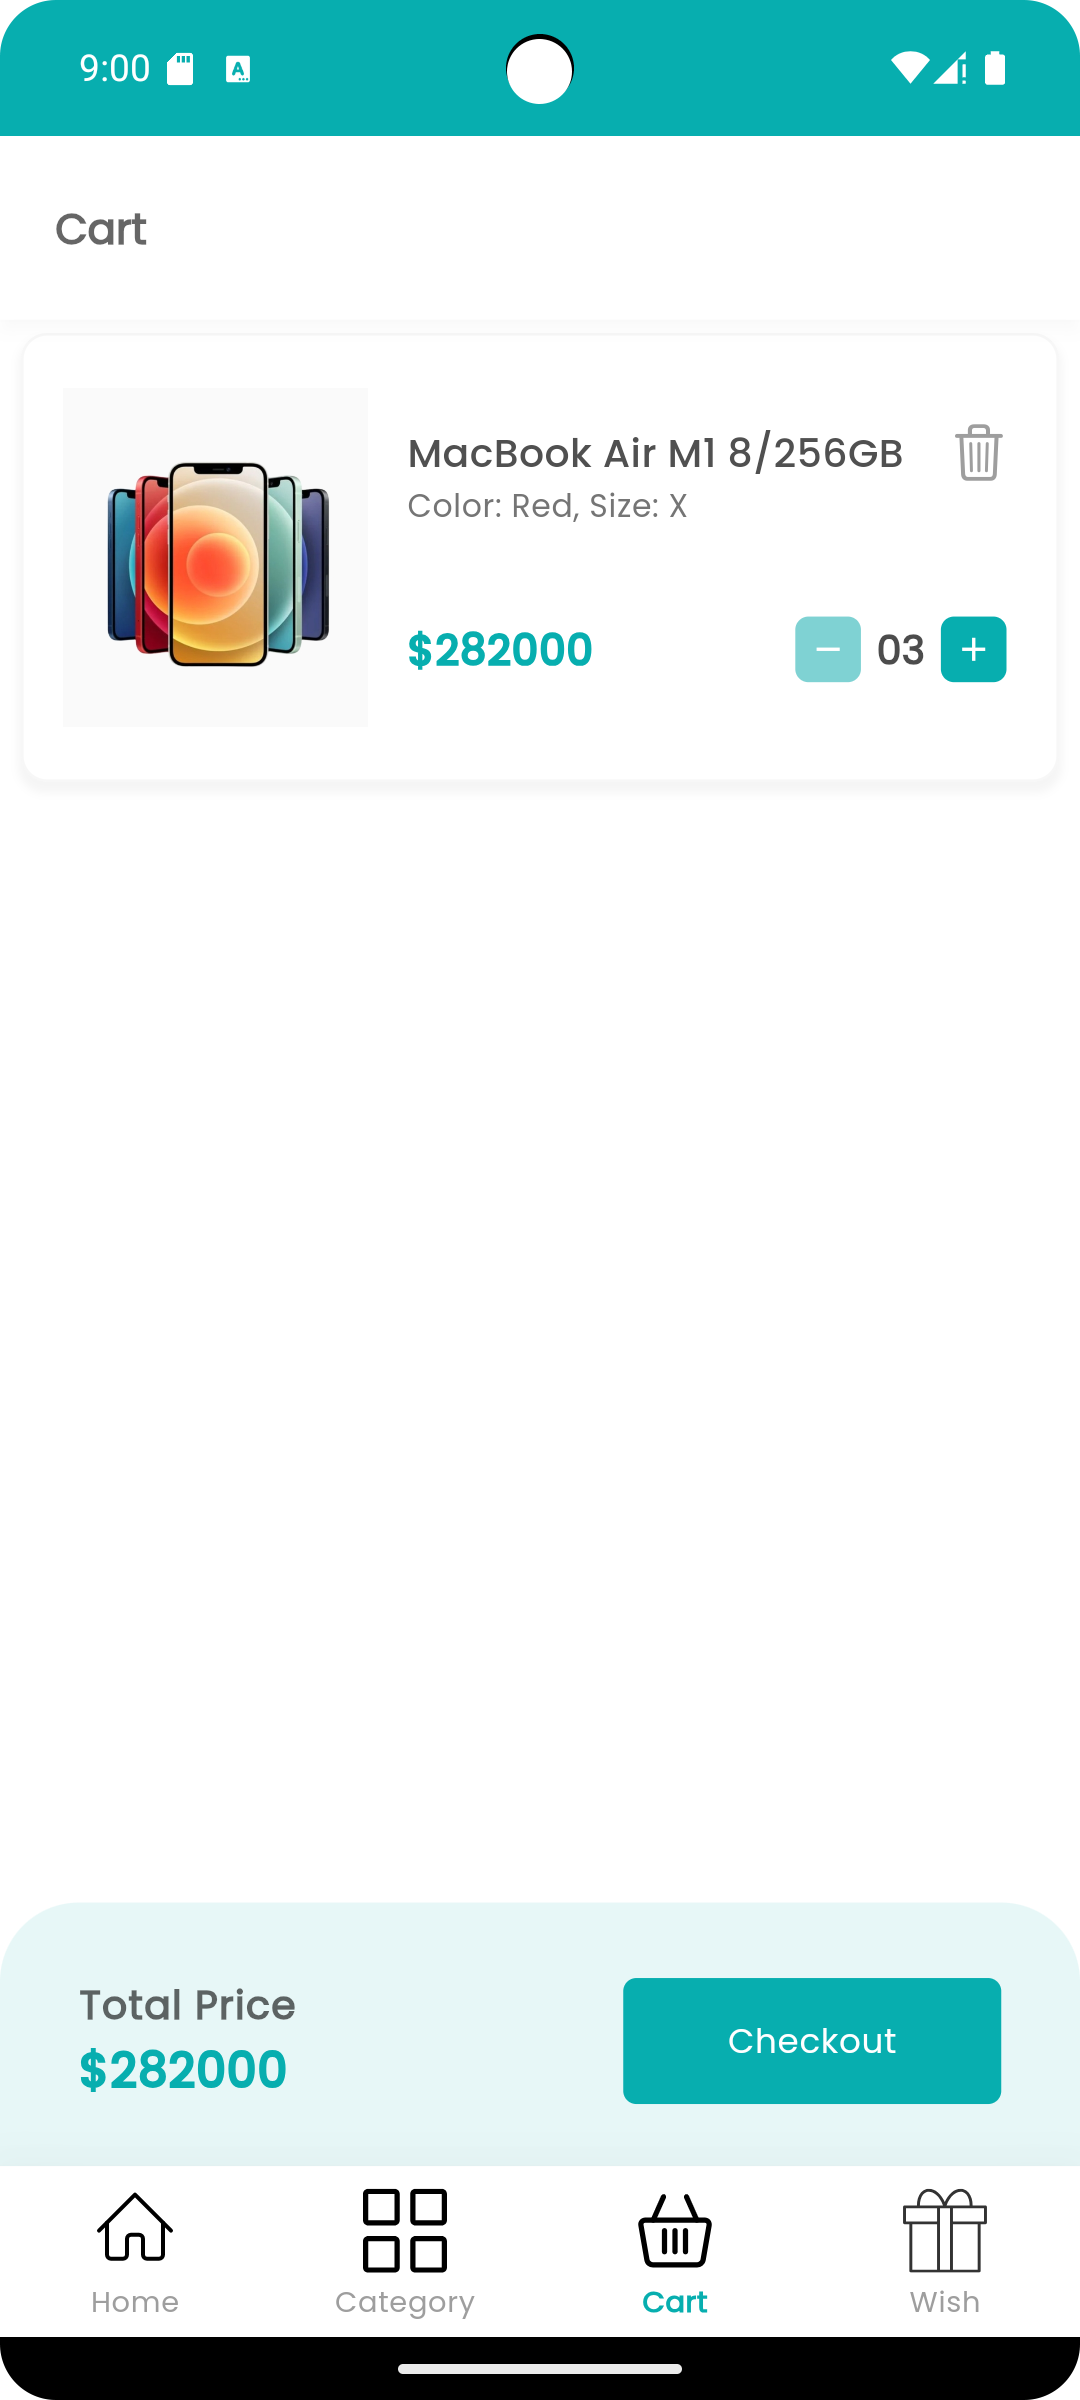 9:00
Cart
MacBook Air M1 8/256GB
Color: Red, Size: X
$282000
03
Total Price
$282000
Checkout
Home
Category
Cart
Wish